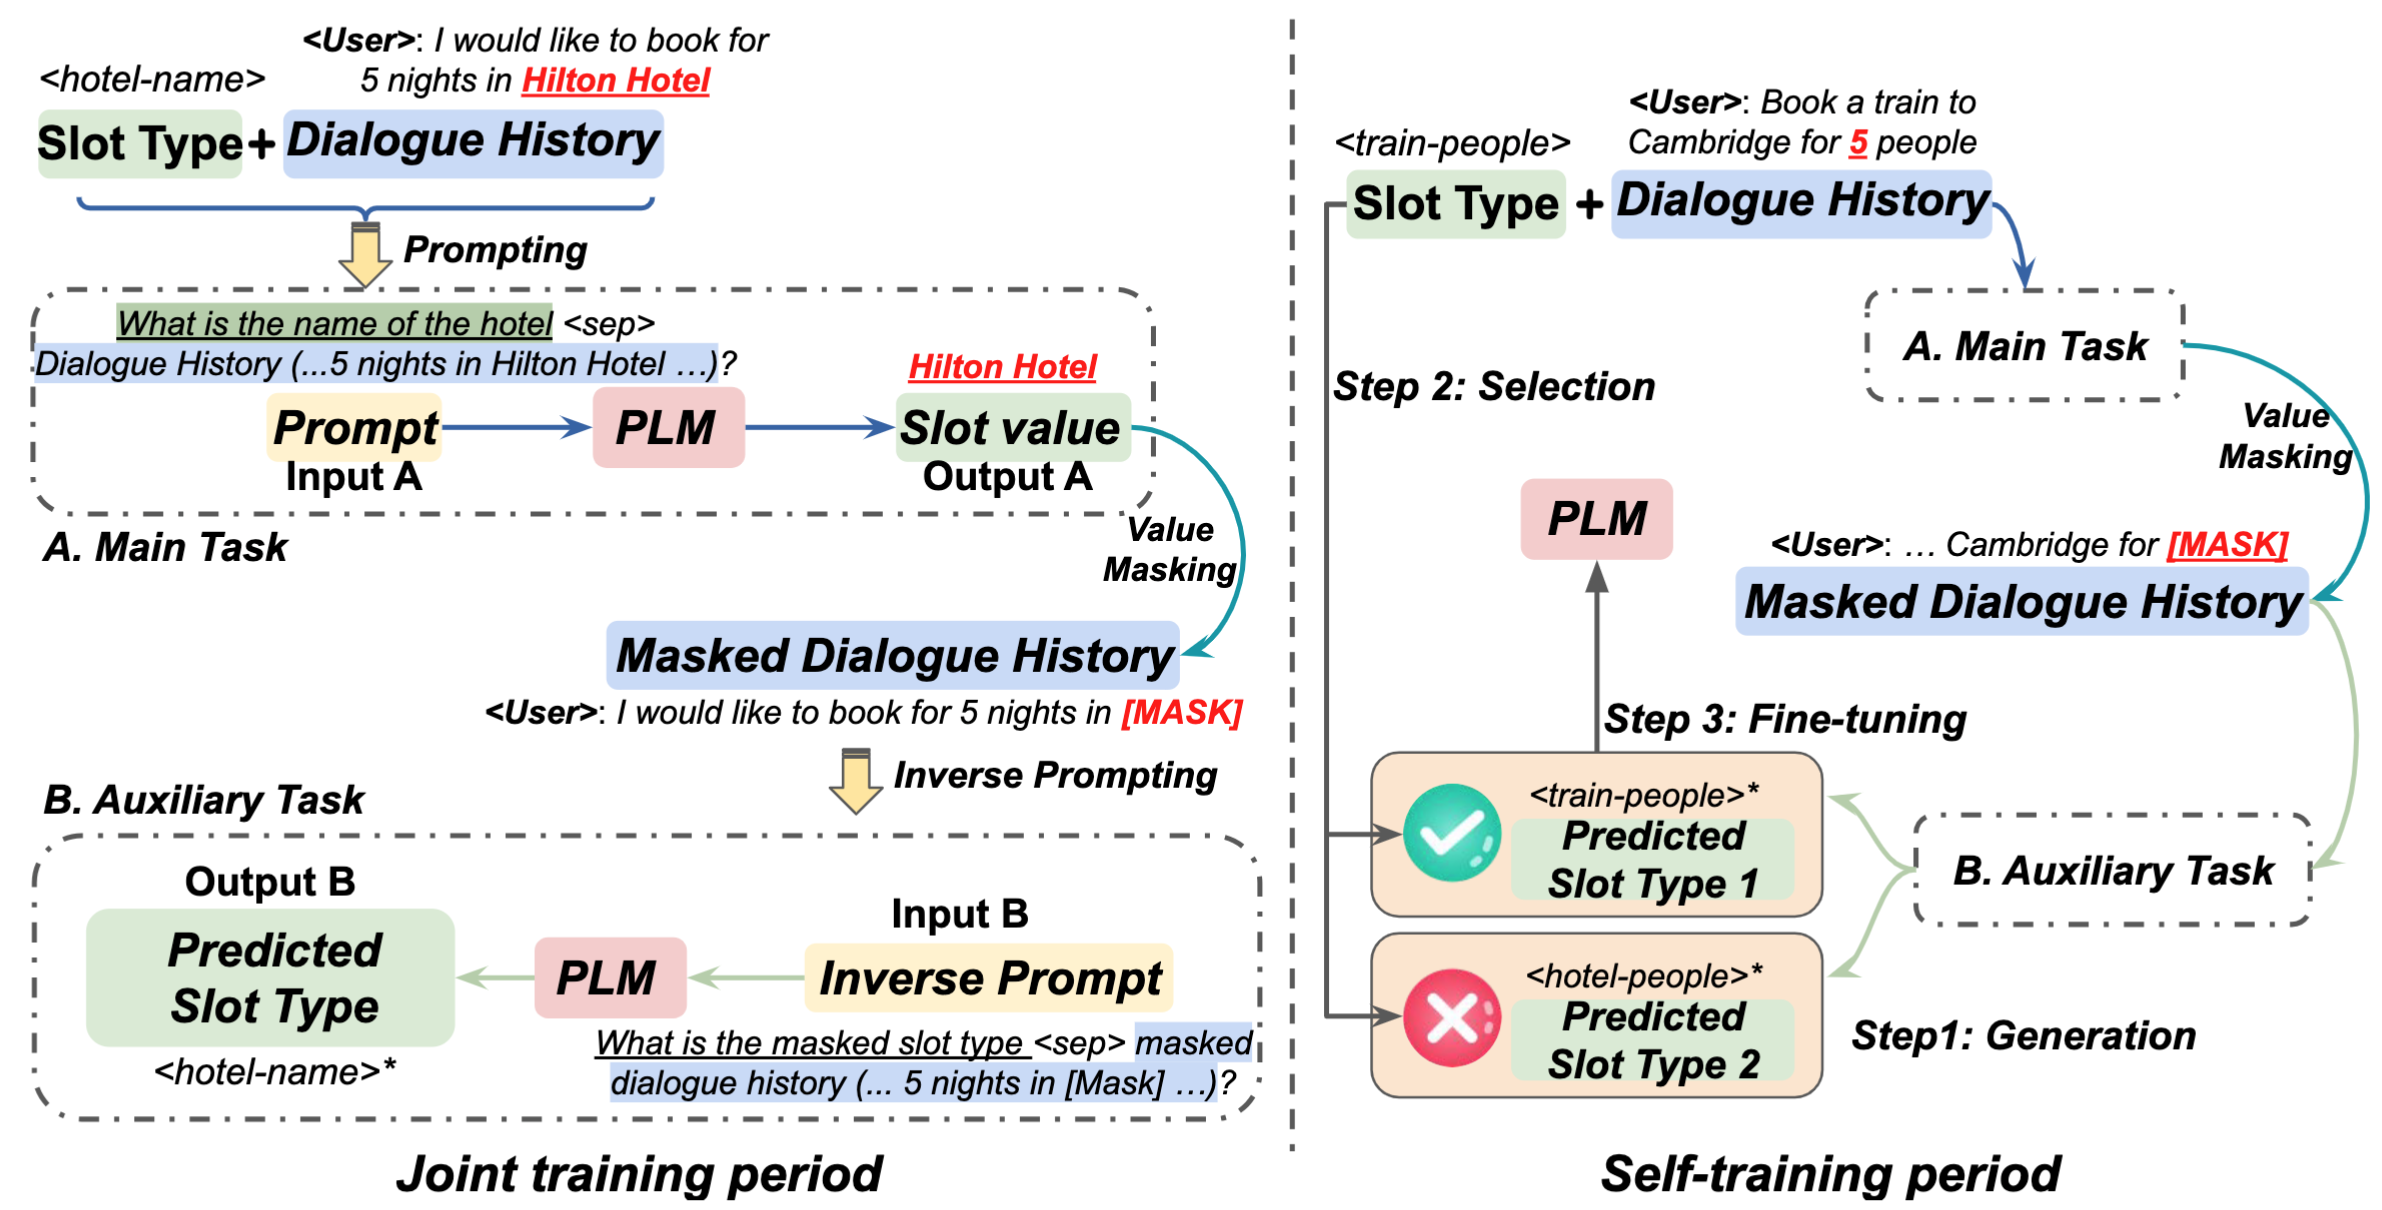 <User>: I would like to book for
5 nights in Hilton Hotel
<hotel-name>
Slot Type + Dialogue History
Prompting
What is the name of the hotel <sep>
Dialogue History (...5 nights in Hilton Hotel …)?
Hilton Hotel
Prompt
PLM
Slot value
Input A
Output A
A. Main Task
Value
Masking
Masked Dialogue History
<User>: I would like to book for 5 nights in [MASK]
Inverse Prompting
B. Auxiliary Task
Output B
Predicted
Slot Type
<hotel-name>*
PLM
Input B
Inverse Prompt
What is the masked slot type <sep> masked
dialogue history (... 5 nights in [Mask] …)?
Joint training period
<User>: Book a train to
Cambridge for 5 people
<train-people>
Slot Type + Dialogue History
A. Main Task
Step 2: Selection
Value
Masking
PLM
<User>: … Cambridge for [MASK]
Masked Dialogue History
Step 3: Fine-tuning
<train-people>*
Predicted
Slot Type 1
B. Auxiliary Task
<hotel-people>*
Predicted
Slot Type 2
Step1: Generation
Self-training period